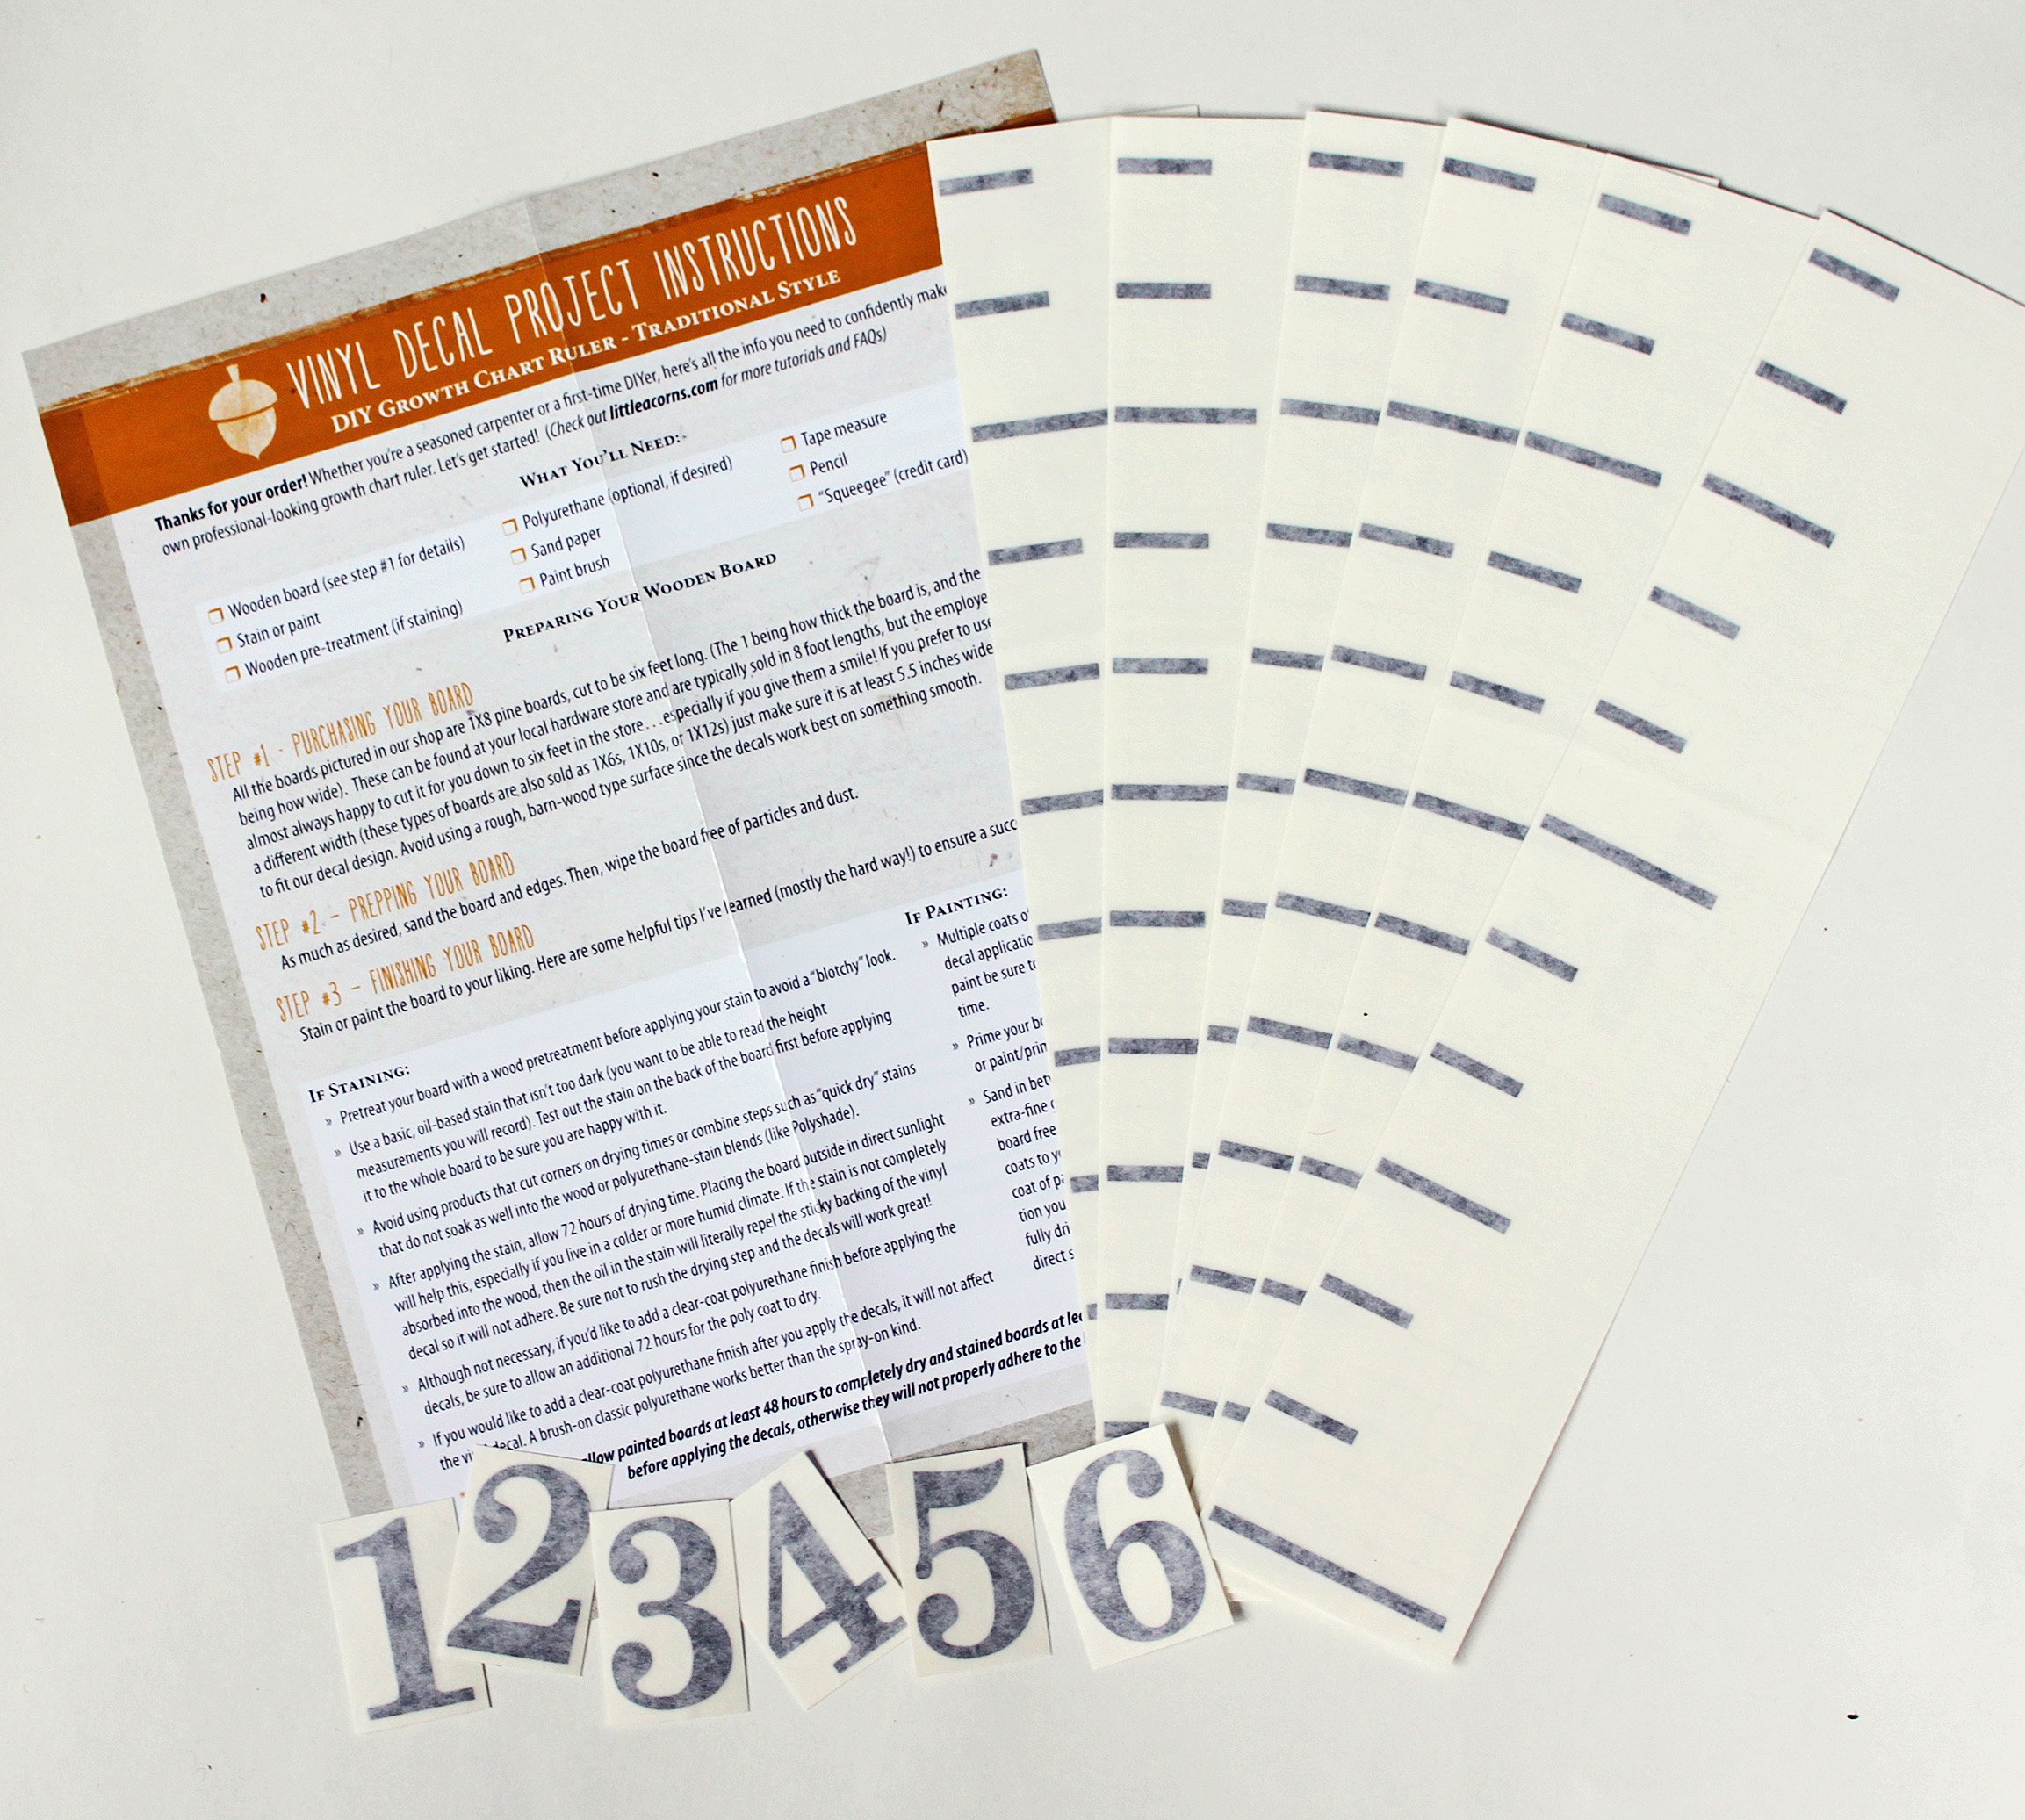 VINYL DECAL PROJECT INSTRUCTIONS
DIY GROWTH CHART RULER - TRADITIONAL STYLE
Thanks for your order! Whether you're a seasoned carpenter or a first-time DIYer, here's all the info you need to confidently make
own professional-looking growth chart ruler. Let's get started! (Check out littleacorns.com for more tutorials and FAQs)
WHAT YOU'LL NEED:
Wooden board (see step #1 for details)
Stain or paint
Wooden pre-treatment (if staining)
Polyurethane (optional, if desired)
Sand paper
Paint brush
Tape measure
Pencil
"Squeegee" (credit card)
PREPARING YOUR WOODEN BOARD
STEP #1 - PURCHASING YOUR BOARD
All the boards pictured in our shop are 1X8 pine boards, cut to be six feet long. (The 1 being how thick the board is, and the
being how wide). These can be found at your local hardware store and are typically sold in 8 foot lengths, but the employe
almost always happy to cut it for you down to six feet in the store...especially if you give them a smile! If you prefer to use
a different width (these types of boards are also sold as 1X6s, 1X10s, or 1X12s) just make sure it is at least 5.5 inches wide
to fit our decal design. Avoid using a rough, barn-wood type surface since the decals work best on something smooth.
STEP #2 - PREPPING YOUR BOARD
As much as desired, sand the board and edges. Then, wipe the board free of particles and dust.
STEP #3 - FINISHING YOUR BOARD
Stain or paint the board to your liking. Here are some helpful tips I've learned (mostly the hard way!) to ensure a succ
IF STAINING:
» Pretreat your board with a wood pretreatment before applying your stain to avoid a "blotchy" look.
» Use a basic, oil-based stain that isn't too dark (you want to be able to read the height
measurements you will record). Test out the stain on the back of the board first before applying
it to the whole board to be sure you are happy with it.
» Avoid using products that cut corners on drying times or combine steps such as "quick dry" stains
that do not soak as well into the wood or polyurethane-stain blends (like Polyshade).
» After applying the stain, allow 72 hours of drying time. Placing the board outside in direct sunlight
will help this, especially if you live in a colder or more humid climate. If the stain is not completely
absorbed into the wood, then the oil in the stain will literally repel the sticky backing of the vinyl
decal so it will not adhere. Be sure not to rush the drying step and the decals will work great!
» Although not necessary, if you'd like to add a clear-coat polyurethane finish before applying the
decals, be sure to allow an additional 72 hours for the poly coat to dry.
» If you would like to add a clear-coat polyurethane finish after you apply the decals, it will not affect
the vi decal. A brush-on classic polyurethane works better than the spray-on kind.
IF PAINTING:
» Multiple coats o
decal applicatio
paint be sure to
time.
» Prime your bo
or paint/prin
» Sand in betw
extra-fine
board free
coats to y
coat of pa
tion you
fully dri
direct s
llow painted boards at least 48 hours to completely dry and stained boards at lea
before applying the decals, otherwise they will not properly adhere to the
1 2 3 4 5 6